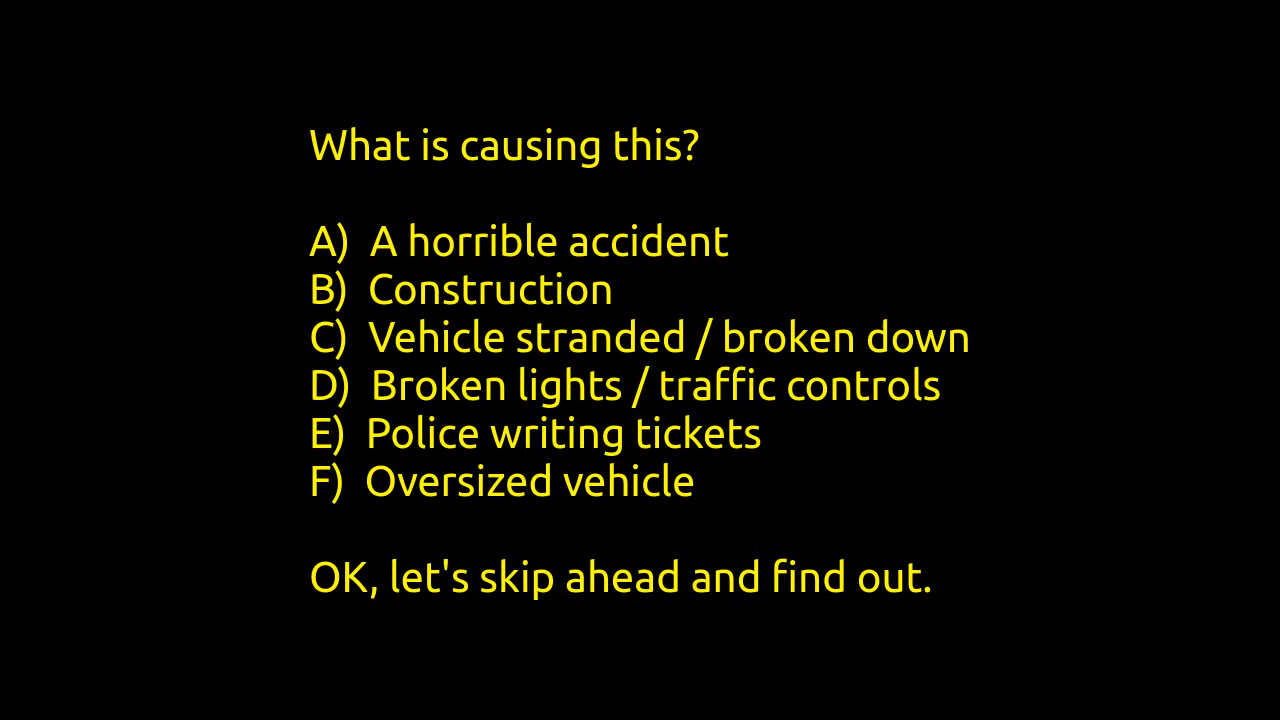 What is causing this?
A) A horrible accident
B) Construction
C) Vehicle stranded / broken down
D) Broken lights / traffic controls
E) Police writing tickets
F) Oversized vehicle
OK, let's skip ahead and find out.